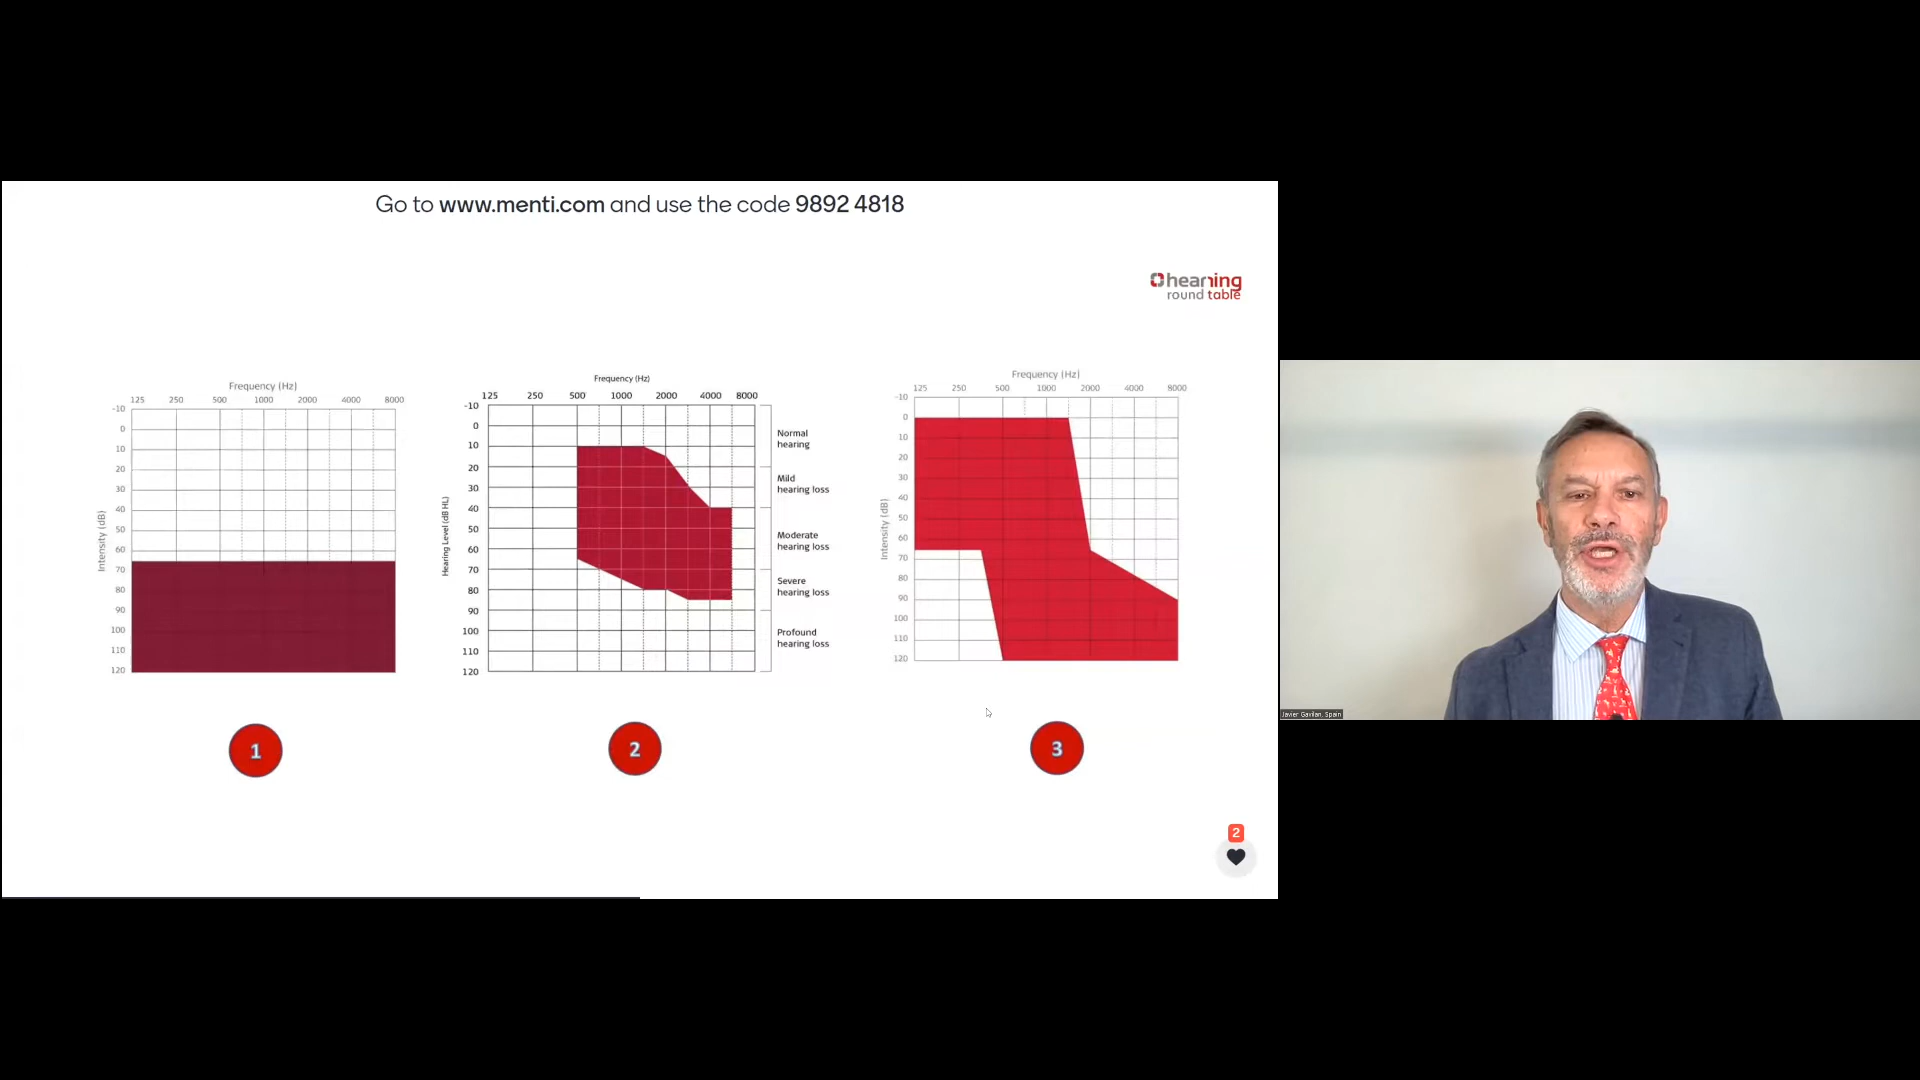 Go to www.menti.com and use the code 9892 4818
hearring
round table
Frequency (Hz)
125 250 500 1000 2000 4000 8000
-10
0
10
20
30
40
50
60
70
80
90
100
110
120
Intensity (dB)
1
Frequency (Hz)
125 250 500 1000 2000 4000 8000
-10
0
10
20
30
40
50
60
70
80
90
100
110
120
Hearing Level (dB HL)
Normal
hearing
Mild
hearing loss
Moderate
hearing loss
Severe
hearing loss
Profound
hearing loss
2
Frequency (Hz)
125 250 500 1000 2000 4000 8000
-10
0
10
20
30
40
50
60
70
80
90
100
110
120
Intensity (dB)
3
2
Javier Gavilan, Spain